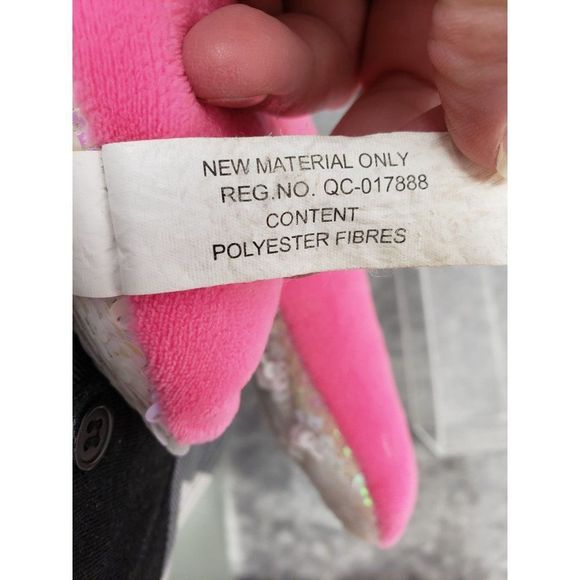 NEW MATERIAL ONLY
REG.NO. QC-017888
CONTENT
POLYESTER FIBRES